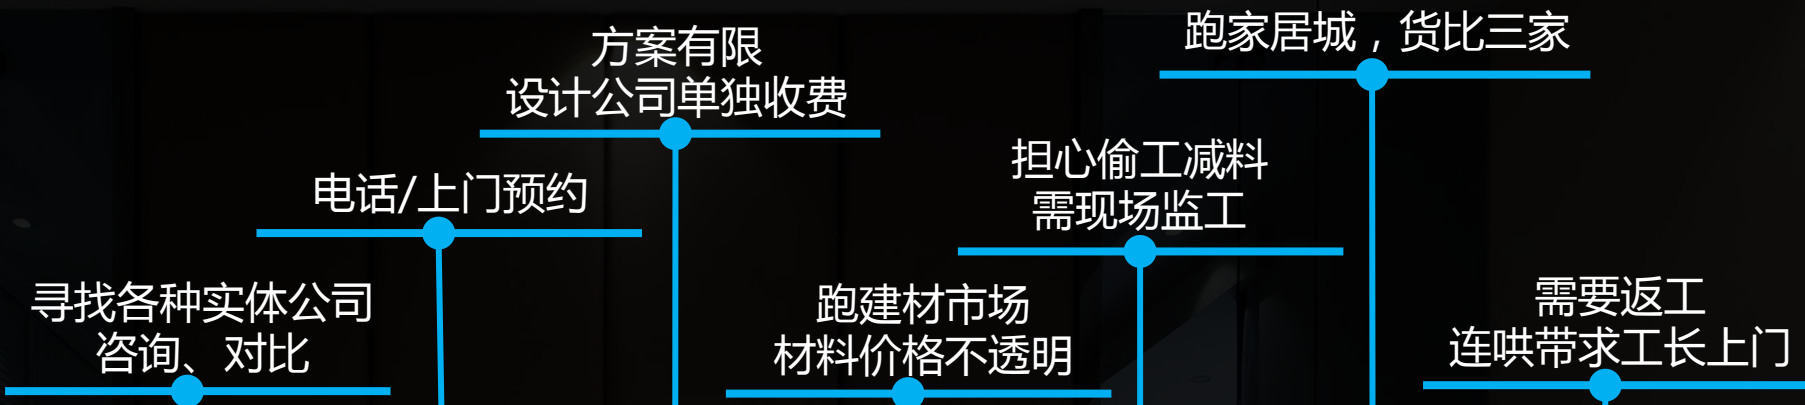 寻找各种实体公司
咨询、对比
电话/上门预约
方案有限
设计公司单独收费
跑建材市场
材料价格不透明
担心偷工减料
需现场监工
跑家居城，货比三家
需要返工
连哄带求工长上门